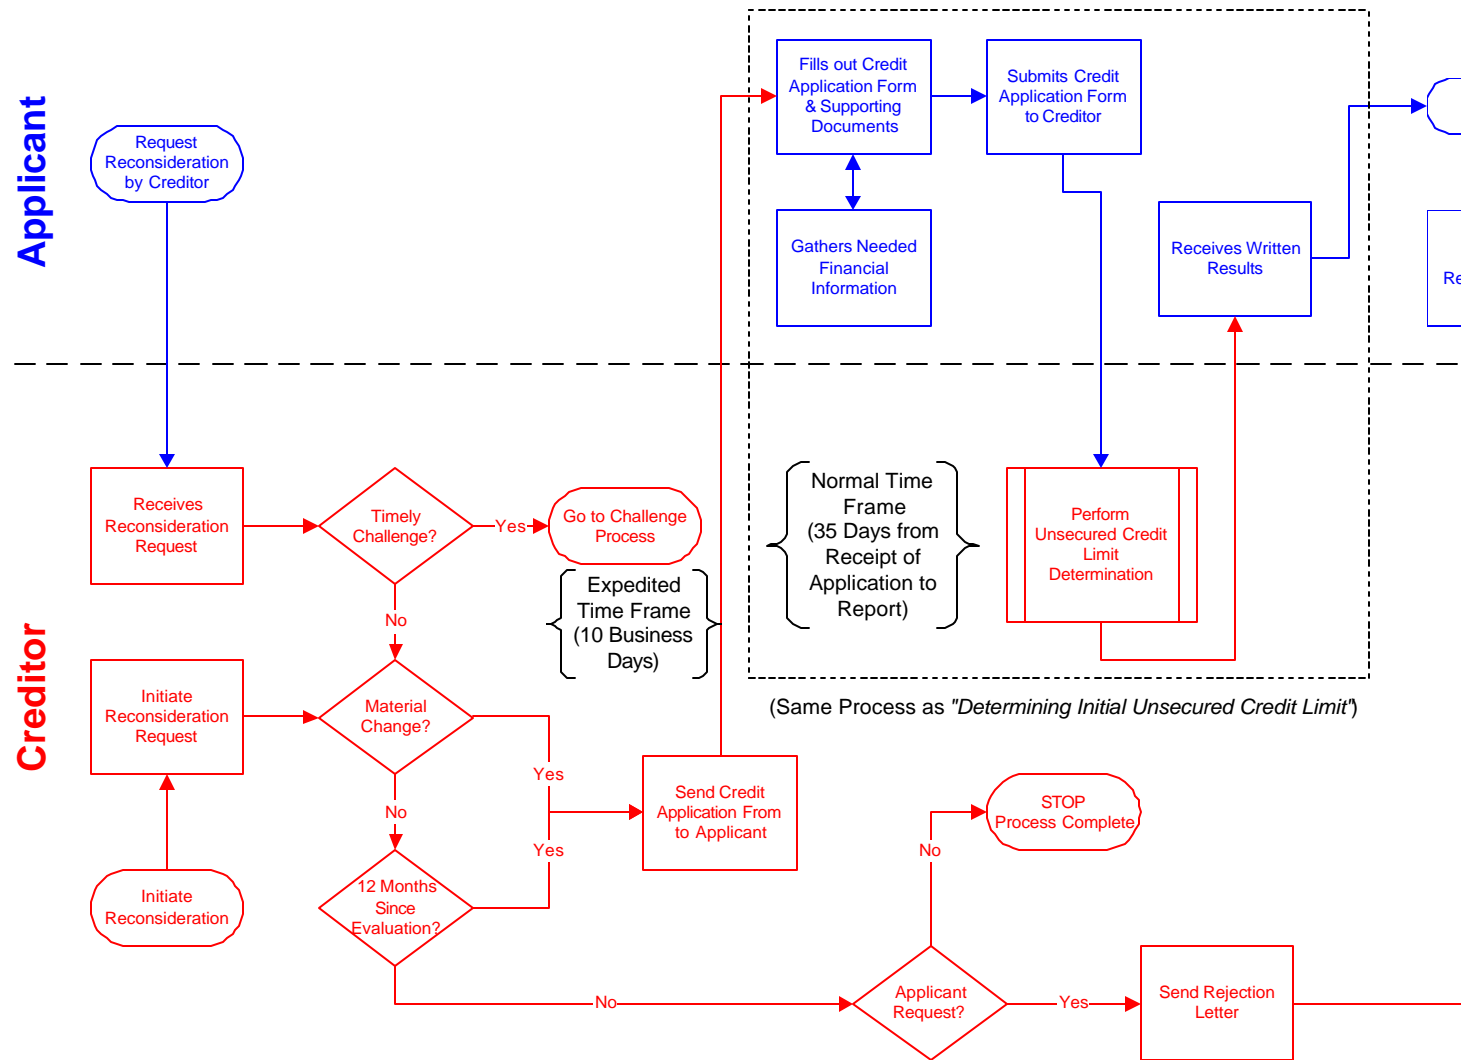 Applicant
Request
Reconsideration
by Creditor
Fills out Credit
Application Form
& Supporting
Documents
Submits Credit
Application Form
to Creditor
Gathers Needed
Financial
Information
Receives Written
Results
Re
Creditor
Receives
Reconsideration
Request
Timely
Challenge?
Yes
Go to Challenge
Process
No
Expedited
Time Frame
(10 Business
Days)
Normal Time
Frame
(35 Days from
Receipt of
Application to
Report)
Perform
Unsecured Credit
Limit
Determination
(Same Process as "Determining Initial Unsecured Credit Limit")
Initiate
Reconsideration
Request
Material
Change?
Yes
No
Yes
Send Credit
Application From
to Applicant
STOP
Process Complete
No
Initiate
Reconsideration
12 Months
Since
Evaluation?
No
Applicant
Request?
Yes
Send Rejection
Letter